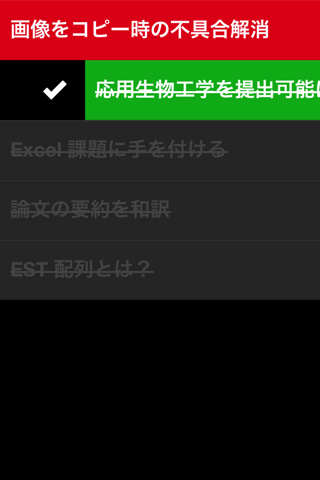 画像をコピー時の不具合解消
応用生物工学を提出可能
Excel 課題に手を付ける
論文の要約を和訳
EST 配列とは？